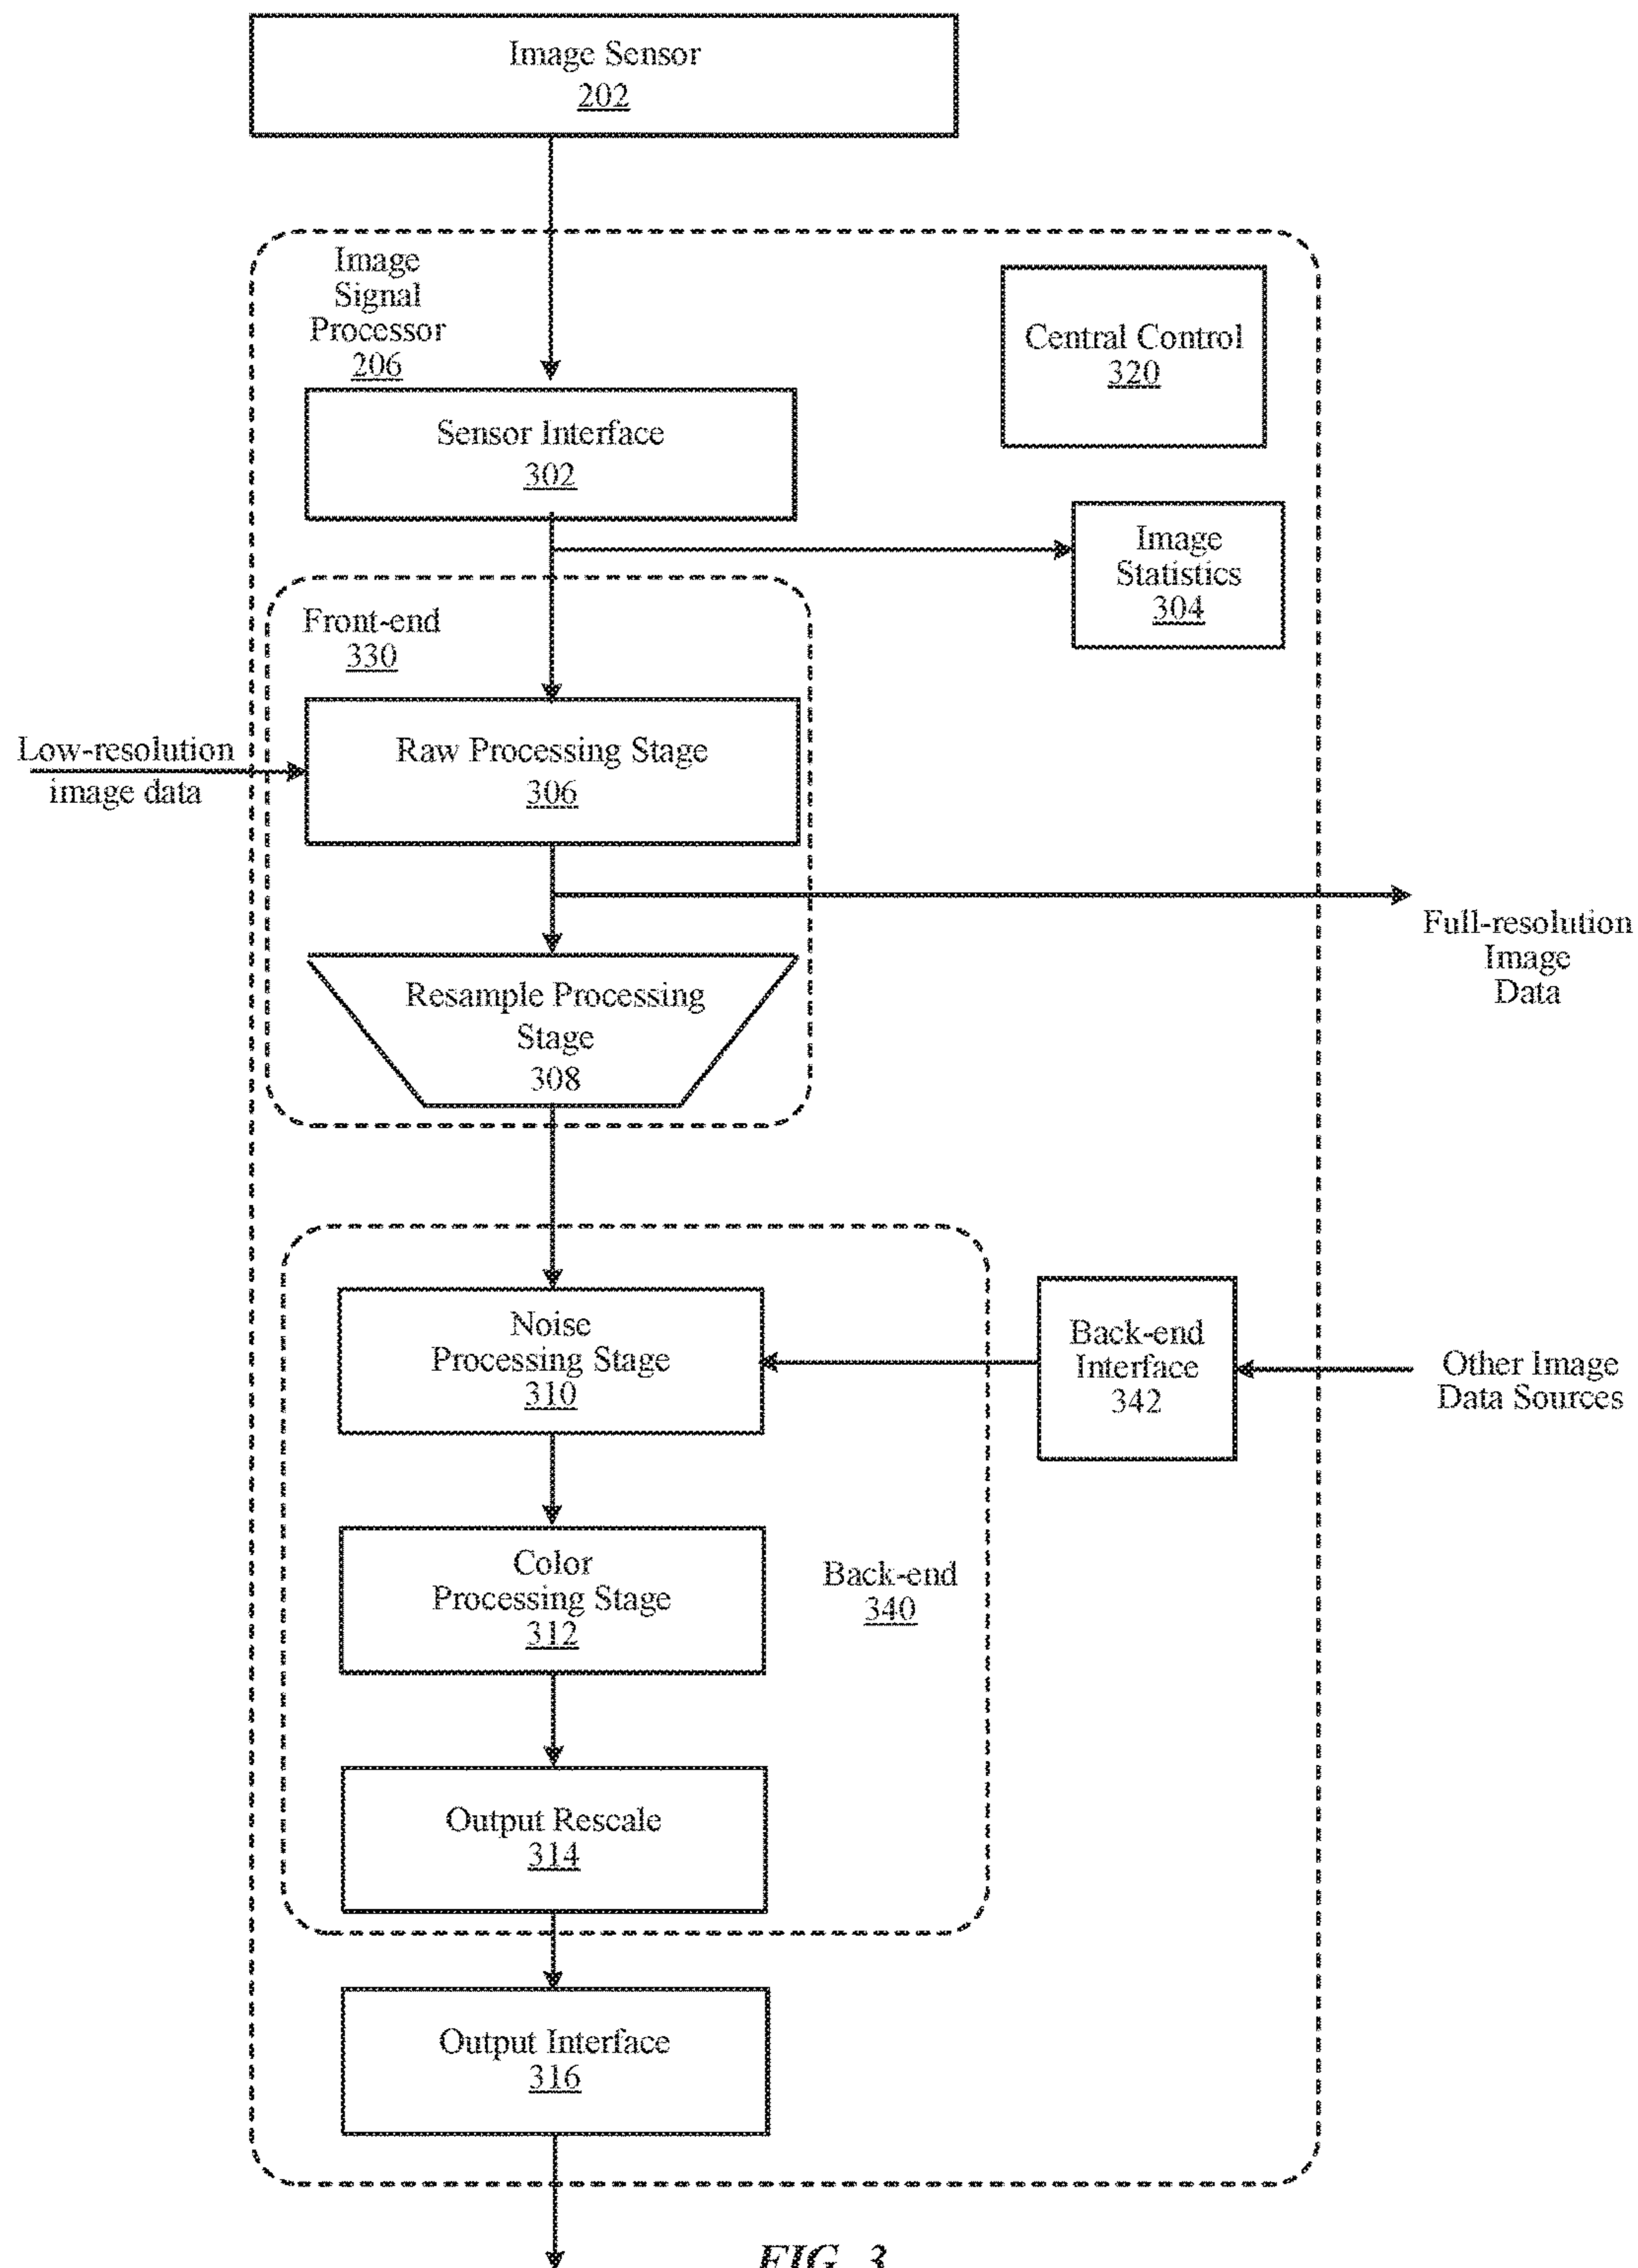 Image Sensor
202
Image
Signal
Processor
206
Central Control
320
Sensor Interface
302
Image
Statistics
304
Front-end
330
Low-resolution
image data
Raw Processing Stage
306
Full-resolution
Image
Data
Resample Processing
Stage
308
Noise
Processing Stage
310
Back-end
Interface
342
Other Image
Data Sources
Color
Processing Stage
312
Back-end
340
Output Rescale
314
Output Interface
316
FIG. 3